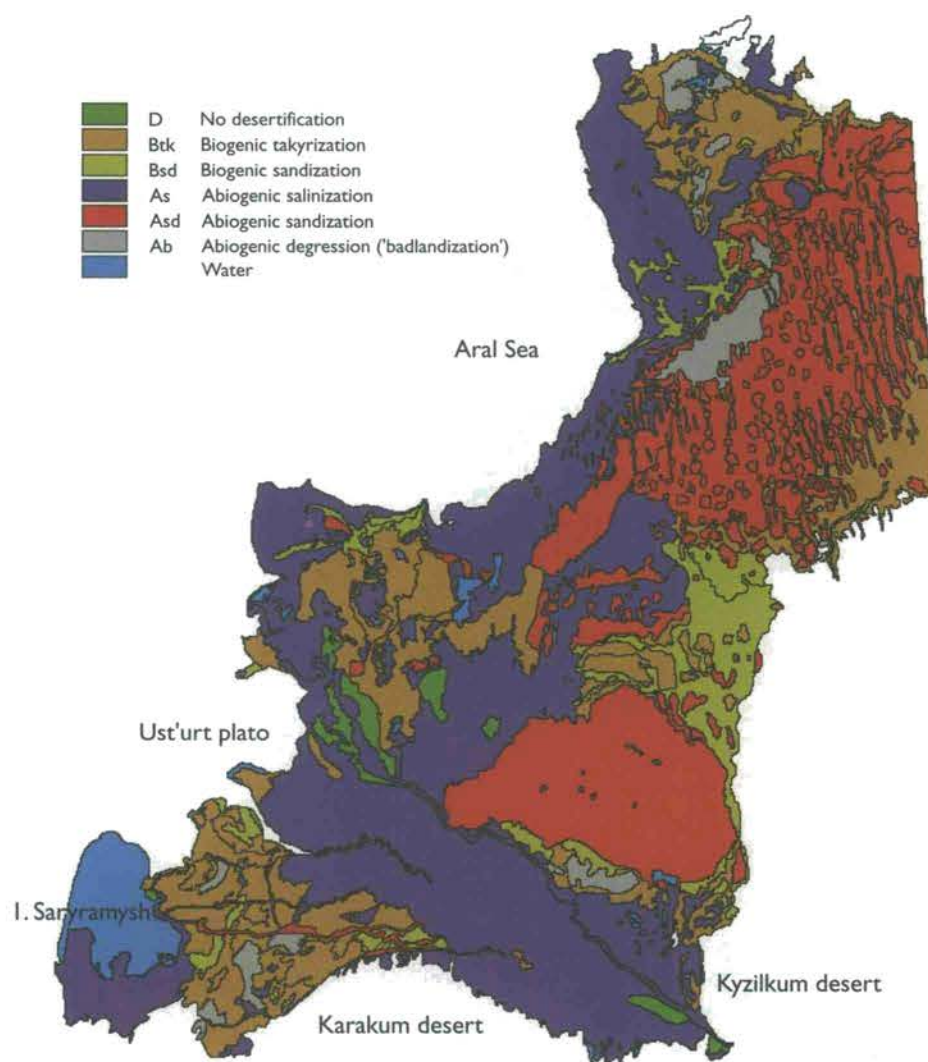 D No desertification
Btk Biogenic takyrization
Bsd Biogenic sandization
As Abiogenic salinization
Asd Abiogenic sandization
Ab Abiogenic degression ('badlandization')
Water
Aral Sea
Ust'urt plato
l. Saryramysh
Kyzilkum desert
Karakum desert